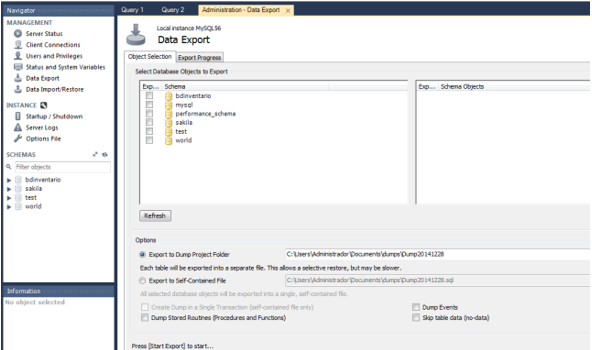 Navigator
Query 1
Query 2
Administration - Data Export
MANAGEMENT
Server Status
Client Connections
Users and Privileges
Status and System Variables
Data Export
Data Import/Restore
INSTANCE
Startup / Shutdown
Server Logs
Options File
SCHEMAS
Filter objects
bdinventario
sakila
test
world
Information
No object selected
Local instance MySQL56
Data Export
Object Selection
Export Progress
Select Database Objects to Export
Exp... Schema
bdinventario
mysql
performance_schema
sakila
test
world
Exp... Schema Objects
Refresh
Options
Export to Dump Project Folder
C:\Users\Administrador\Documents\dumps\Dump20141228
Each table will be exported into a separate file. This allows a selective restore, but may be slower.
Export to Self-Contained File
C:\Users\Administrador\Documents\dumps\Dump20141228.sql
All selected database objects will be exported into a single, self-contained file.
Create Dump in a Single Transaction (self-contained file only)
Dump Events
Dump Stored Routines (Procedures and Functions)
Skip table data (no-data)
Press [Start Export] to start...